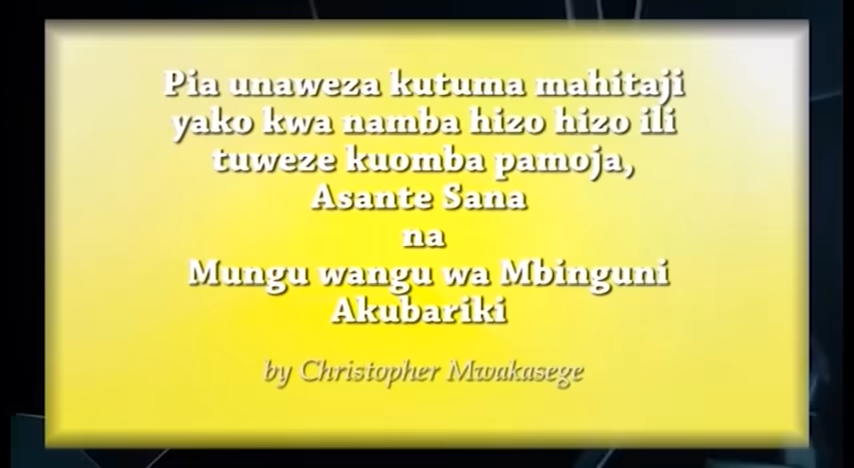 Pia unaweza kutuma mahitaji
yako kwa namba hizo hizo ili
tuweze kuomba pamoja,
Asante Sana
na
Mungu wangu wa Mbinguni
Akubariki
by Christopher Mwakasege